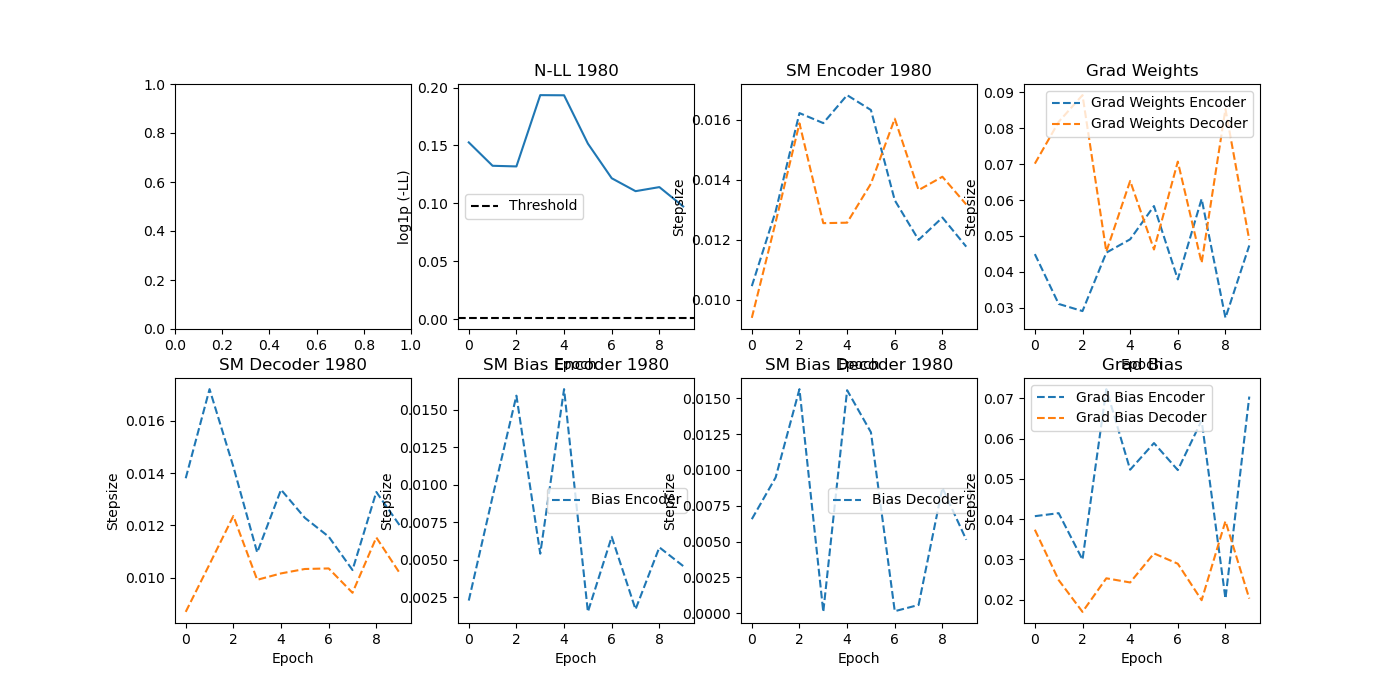 N-LL 1980
SM Encoder 1980
Grad Weights
1.0
0.8
0.6
0.4
0.2
0.0
0.0 0.2 0.4 0.6 0.8 1.0
log1p (-LL)
0.20
0.15
0.10
0.05
0.00
Threshold
0 2 4 6 8
Epoch
Stepsize
0.016
0.014
0.012
0.010
0 2 4 6 8
Epoch
Stepsize
0.09
0.08
0.07
0.06
0.05
0.04
0.03
Grad Weights Encoder
Grad Weights Decoder
0 2 4 6 8
Epoch
SM Decoder 1980
SM Bias Encoder 1980
SM Bias Decoder 1980
Grad Bias
Stepsize
0.016
0.014
0.012
0.010
0 2 4 6 8
Epoch
Stepsize
0.0150
0.0125
0.0100
0.0075
0.0050
0.0025
Bias Encoder
0 2 4 6 8
Epoch
Stepsize
0.0150
0.0125
0.0100
0.0075
0.0050
0.0025
0.0000
Bias Decoder
0 2 4 6 8
Epoch
0.07
0.06
0.05
0.04
0.03
0.02
Grad Bias Encoder
Grad Bias Decoder
0 2 4 6 8
Epoch